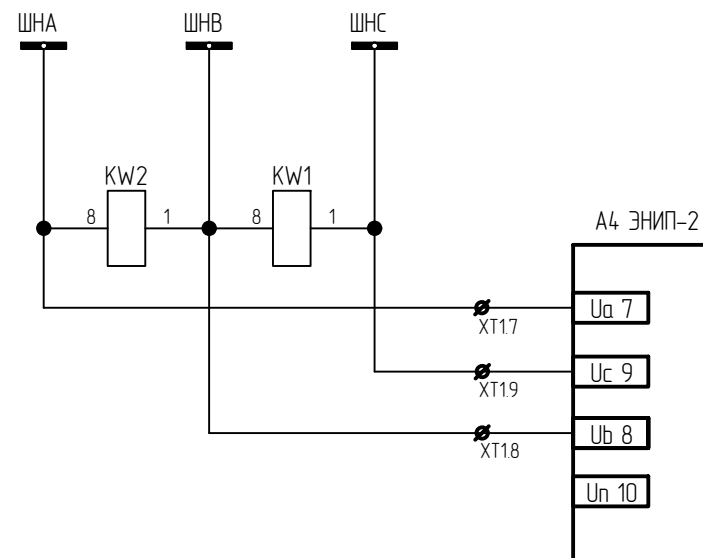 ШНА ШНВ ШНС
KW2 KW1
8 1 8 1
А4 ЭНИП-2
Ua 7
XT1.7
Uc 9
XT1.9
Ub 8
XT1.8
Un 10